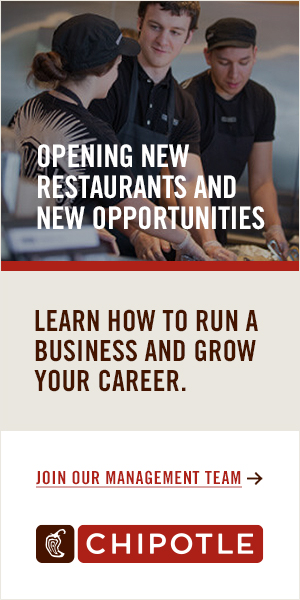 OPENING NEW
RESTAURANTS AND
NEW OPPORTUNITIES
LEARN HOW TO RUN A
BUSINESS AND GROW
YOUR CAREER.
JOIN OUR MANAGEMENT TEAM
CHIPOTLE